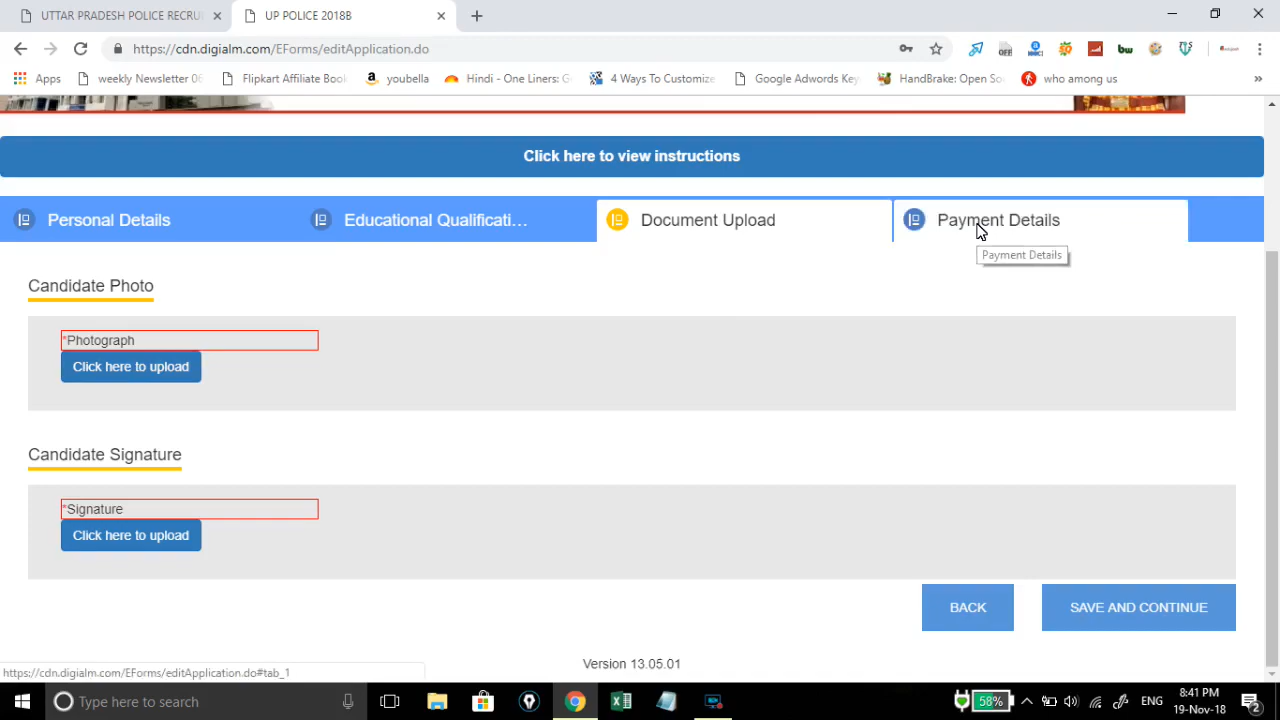 UTTAR PRADESH POLICE RECRU
UP POLICE 2018B
https://cdn.digialm.com/EForms/editApplication.do
Apps
weekly Newsletter 06
Flipkart Affiliate Book
youbella
Hindi - One Liners: G
4 Ways To Customize
Google Adwords Key
HandBrake: Open So
who among us
Click here to view instructions
Personal Details
Educational Qualificati...
Document Upload
Payment Details
Payment Details
Candidate Photo
*Photograph
Click here to upload
Candidate Signature
*Signature
Click here to upload
BACK
SAVE AND CONTINUE
Version 13.05.01
https://cdn.digialm.com/EForms/editApplication.do#tab_1
Type here to search
58%
ENG
8:41 PM
19-Nov-18
2